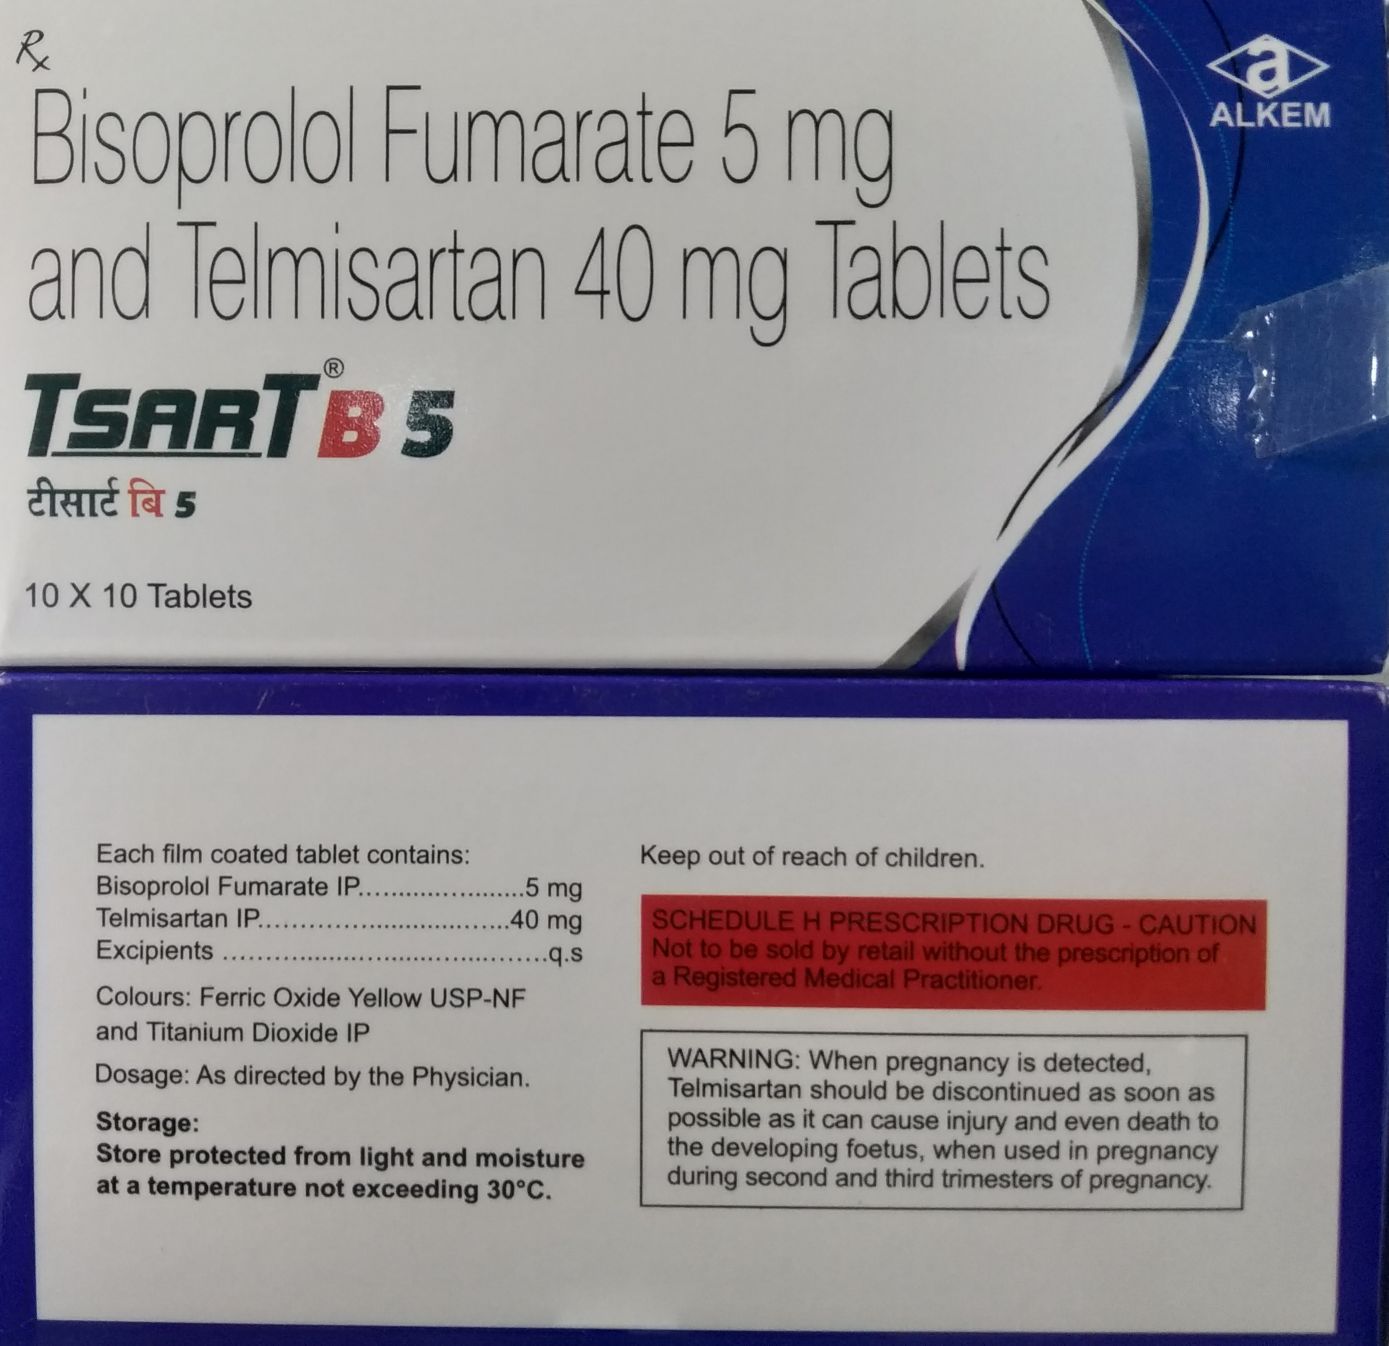 Rx
Bisoprolol Fumarate 5 mg
and Telmisartan 40 mg Tablets
TSART® B 5
टीसार्ट बि 5
10 X 10 Tablets
a
ALKEM
Each film coated tablet contains:
Bisoprolol Fumarate IP........................5 mg
Telmisartan IP....................................40 mg
Excipients ..............................................q.s
Colours: Ferric Oxide Yellow USP-NF
and Titanium Dioxide IP
Dosage: As directed by the Physician.
Storage:
Store protected from light and moisture
at a temperature not exceeding 30°C.
Keep out of reach of children.
SCHEDULE H PRESCRIPTION DRUG - CAUTION
Not to be sold by retail without the prescription of
a Registered Medical Practitioner.
WARNING: When pregnancy is detected,
Telmisartan should be discontinued as soon as
possible as it can cause injury and even death to
the developing foetus, when used in pregnancy
during second and third trimesters of pregnancy.